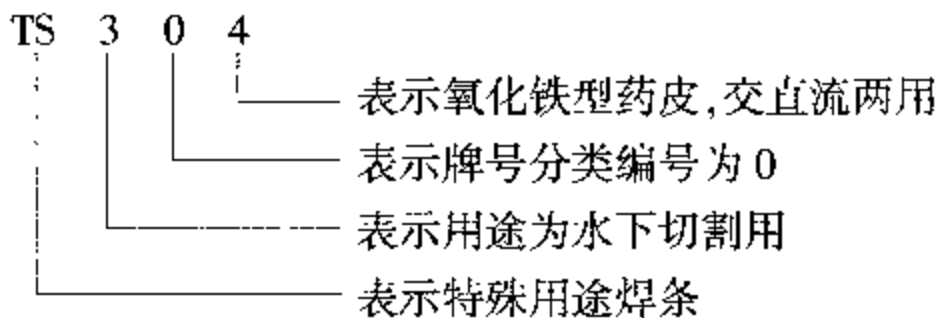 TS 3 0 4
表示氧化铁型药皮,交直流两用
表示牌号分类编号为 0
表示用途为水下切割用
表示特殊用途焊条